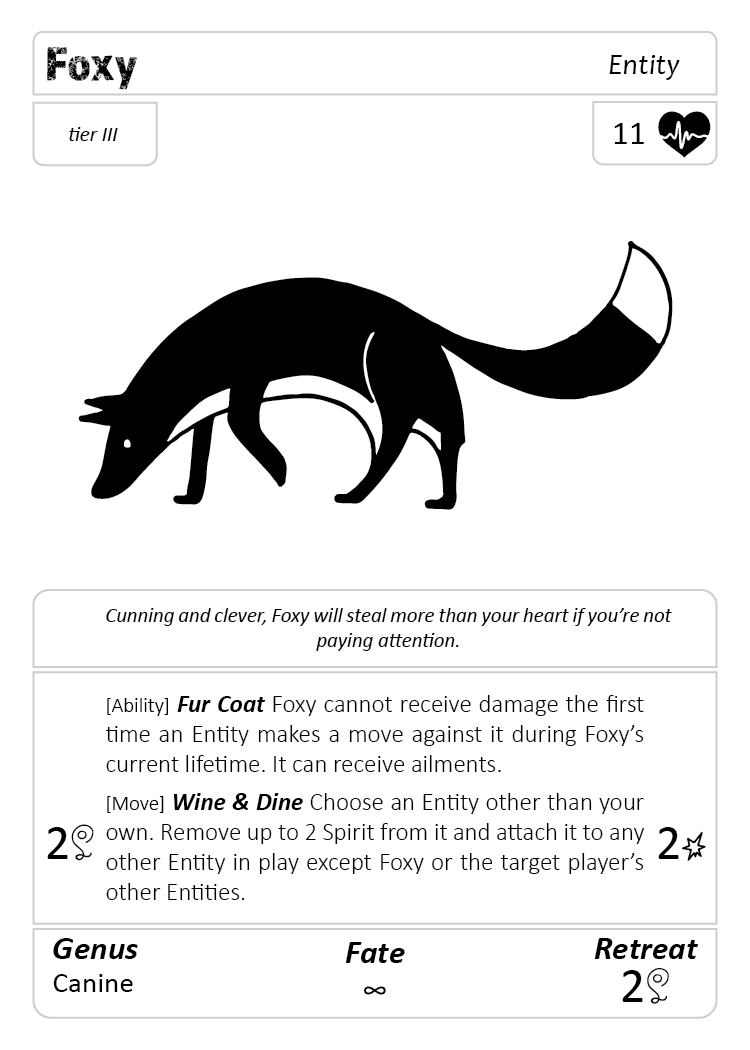 Foxy
Entity
tier III
11
Cunning and clever, Foxy will steal more than your heart if you’re not
paying attention.
[Ability] Fur Coat Foxy cannot receive damage the first
time an Entity makes a move against it during Foxy’s
current lifetime. It can receive ailments.
[Move] Wine & Dine Choose an Entity other than your
own. Remove up to 2 Spirit from it and attach it to any
other Entity in play except Foxy or the target player’s
other Entities.
2
2
Genus
Canine
Fate
∞
Retreat
2